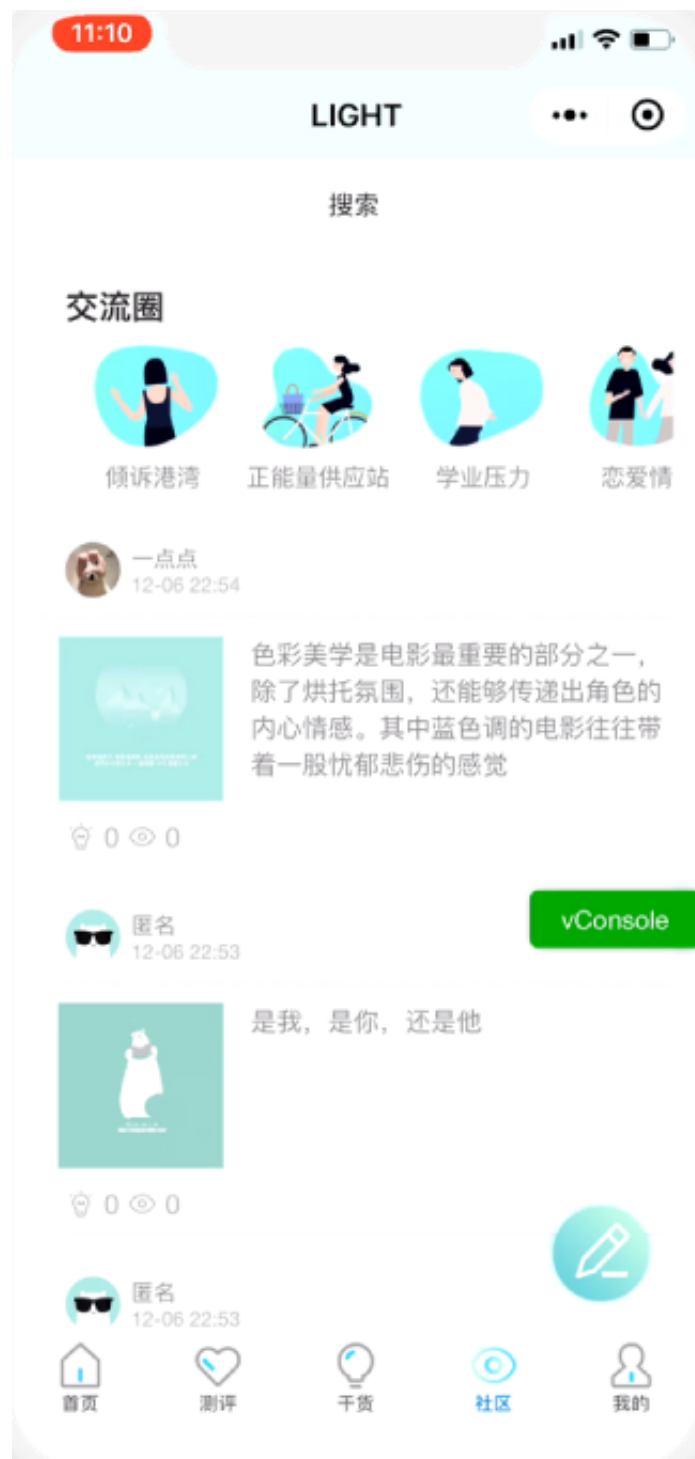 11:10
LIGHT
搜索
交流圈
倾诉港湾
正能量供应站
学业压力
恋爱情
一点点
12-06 22:54
色彩美学是电影最重要的部分之一，
除了烘托氛围，还能够传递出角色的
内心情感。其中蓝色调的电影往往带
着一股忧郁悲伤的感觉
0 0
匿名
12-06 22:53
vConsole
是我，是你，还是他
0 0
匿名
12-06 22:53
首页
测评
干货
社区
我的